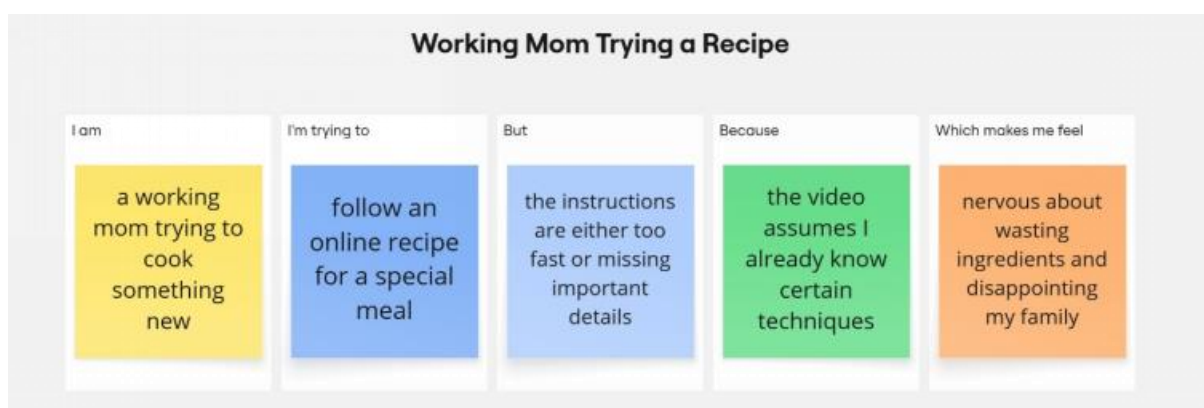 Working Mom Trying a Recipe
I am
a working
mom trying to
cook
something
new
I'm trying to
follow an
online recipe
for a special
meal
But
the instructions
are either too
fast or missing
important
details
Because
the video
assumes I
already know
certain
techniques
Which makes me feel
nervous about
wasting
ingredients and
disappointing
my family